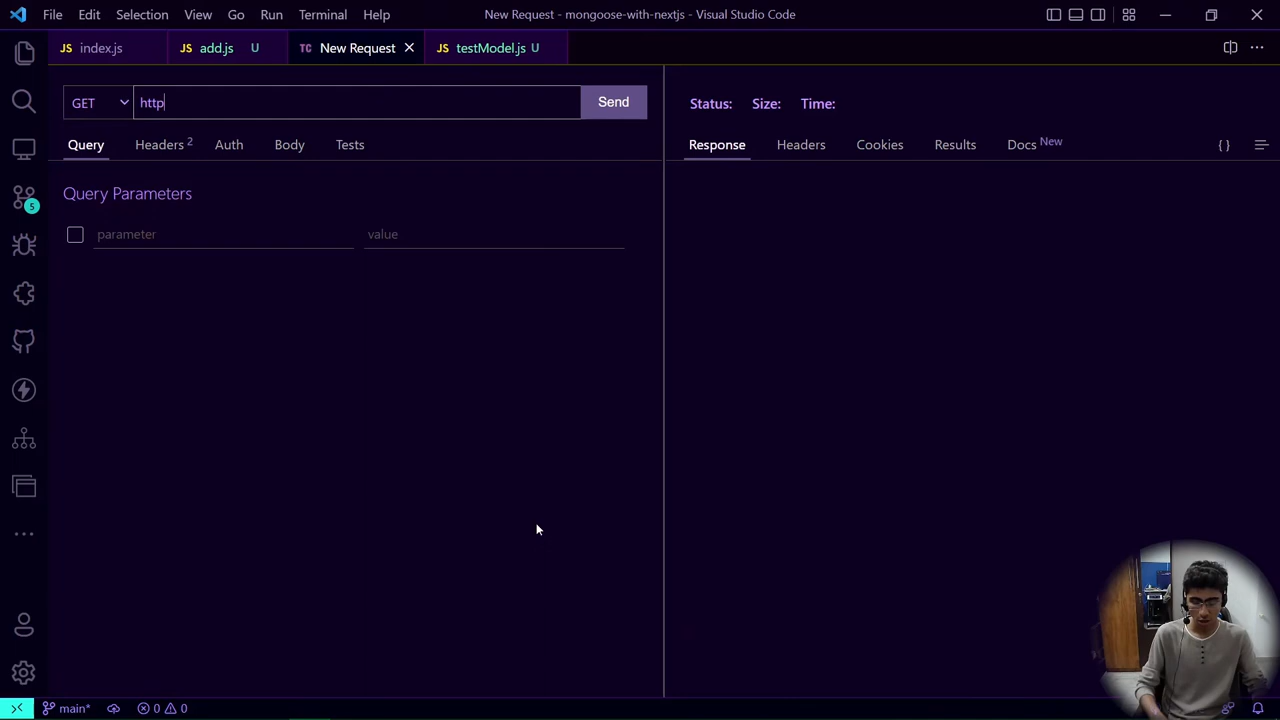 File Edit Selection View Go Run Terminal Help New Request - mongoose-with-nextjs - Visual Studio Code
JS index.js JS add.js U TC New Request JS testModel.js U
GET http Send Status: Size: Time:
Query Headers 2 Auth Body Tests Response Headers Cookies Results Docs New { }
Query Parameters
parameter value
5
main* 0 0